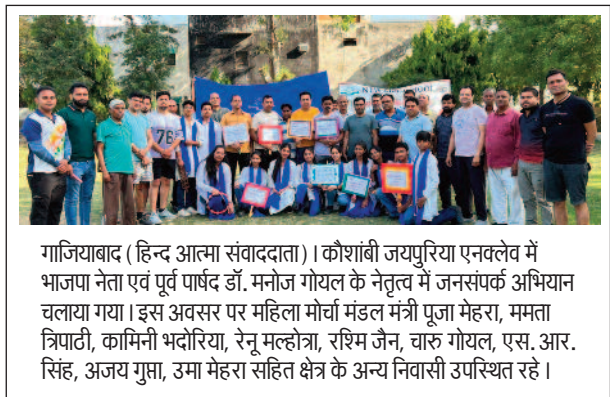 76
गाजियाबाद ( हिन्द आत्मा संवाददाता ) । कौशांबी जयपुरिया एनक्लेव में
भाजपा नेता एवं पूर्व पार्षद डॉ. मनोज गोयल के नेतृत्व में जनसंपर्क अभियान
चलाया गया । इस अवसर पर महिला मोर्चा मंडल मंत्री पूजा मेहरा, ममता
त्रिपाठी, कामिनी भदोरिया, रेनू मल्होत्रा, रश्मि जैन, चारु गोयल, एस. आर.
सिंह, अजय गुप्ता, उमा मेहरा सहित क्षेत्र के अन्य निवासी उपस्थित रहे ।